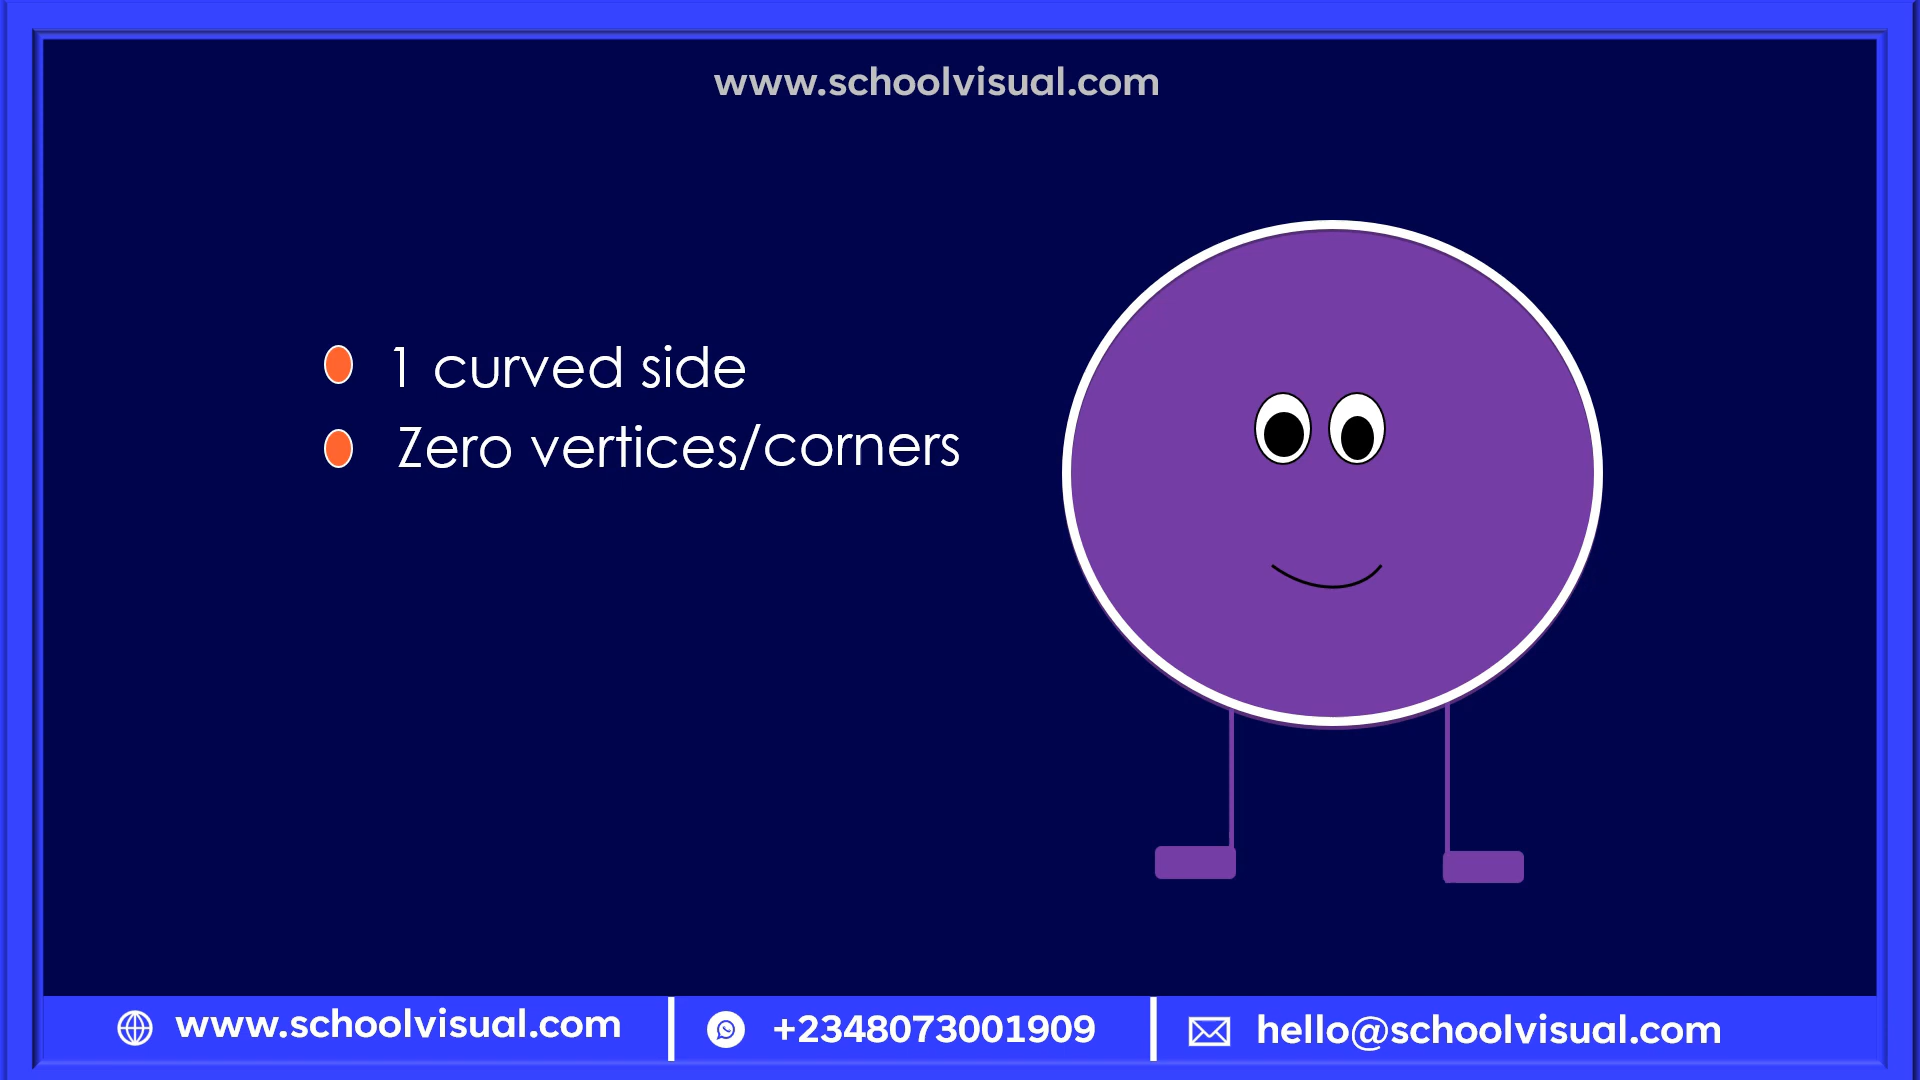 www.schoolvisual.com
1 curved side
Zero vertices/corners
www.schoolvisual.com
+2348073001909
hello@schoolvisual.com